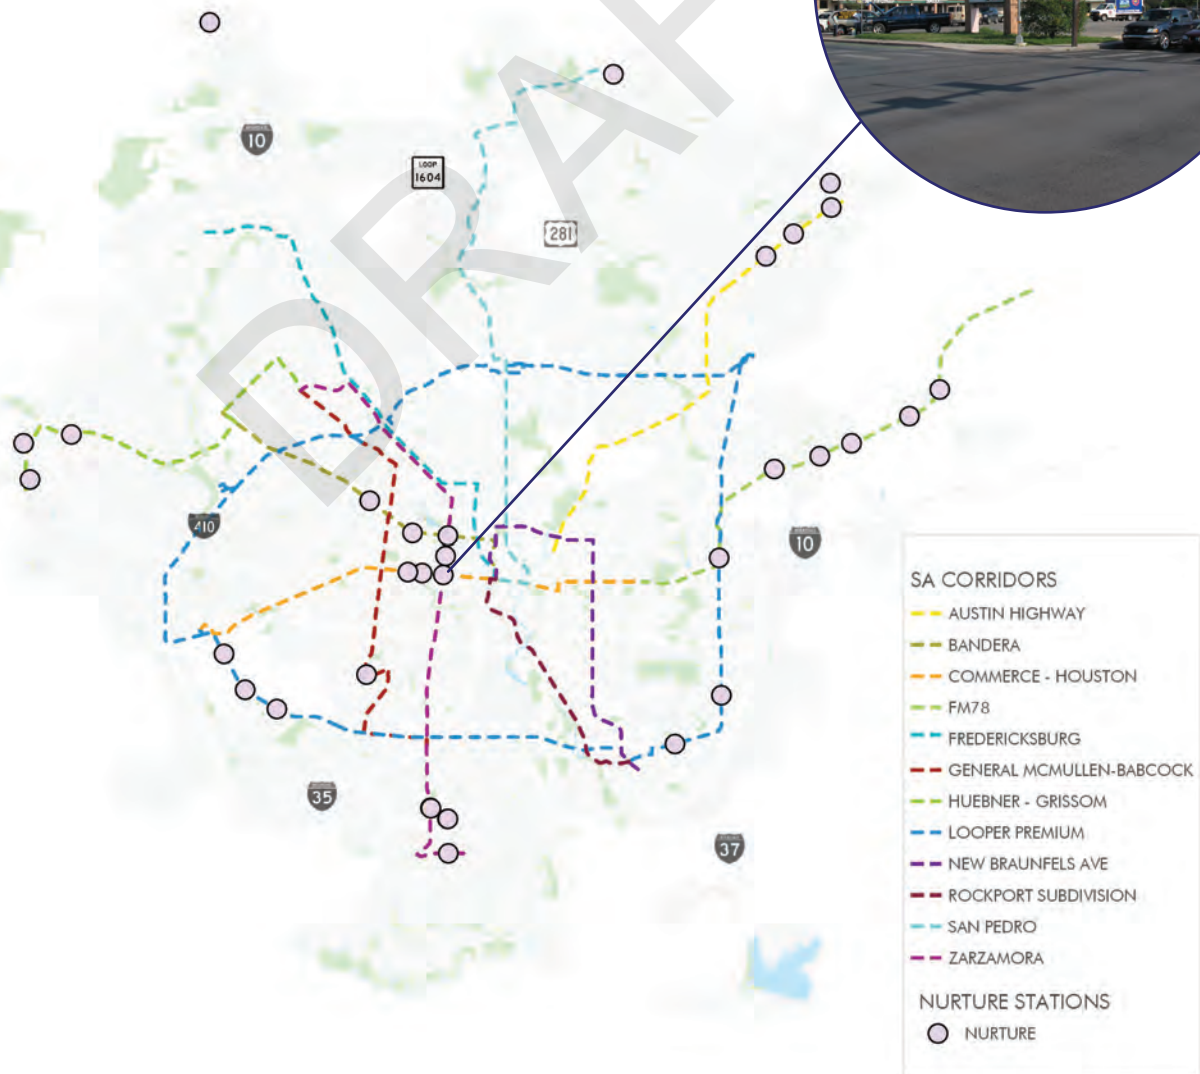 DRAF
10
LOOP
1604
281
410
10
35
37
SA CORRIDORS
AUSTIN HIGHWAY
BANDERA
COMMERCE - HOUSTON
FM78
FREDERICKSBURG
GENERAL MCMULLEN-BABCOCK
HUEBNER - GRISSOM
LOOPER PREMIUM
NEW BRAUNFELS AVE
ROCKPORT SUBDIVISION
SAN PEDRO
ZARZAMORA
NURTURE STATIONS
NURTURE